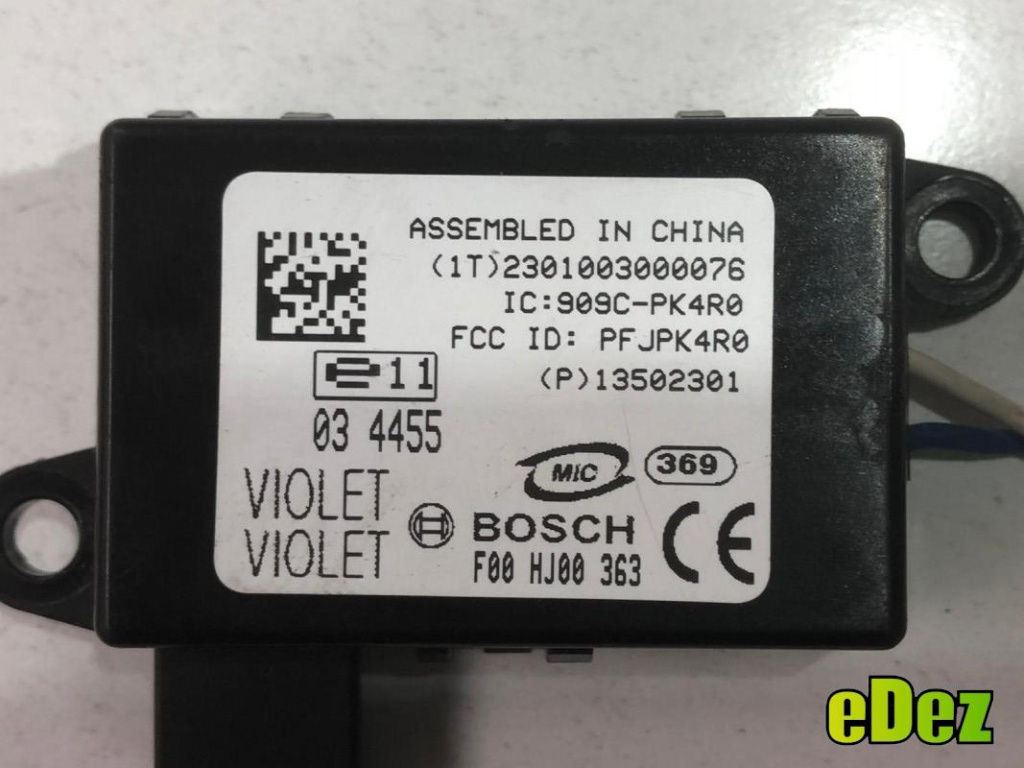 ASSEMBLED IN CHINA
(1T)2301003000076
IC:909C-PK4R0
FCC ID: PFJPK4R0
(P)13502301
e11
03 4455
VIOLET
VIOLET
MIC
369
BOSCH
F00 HJ00 363
CE
eDez